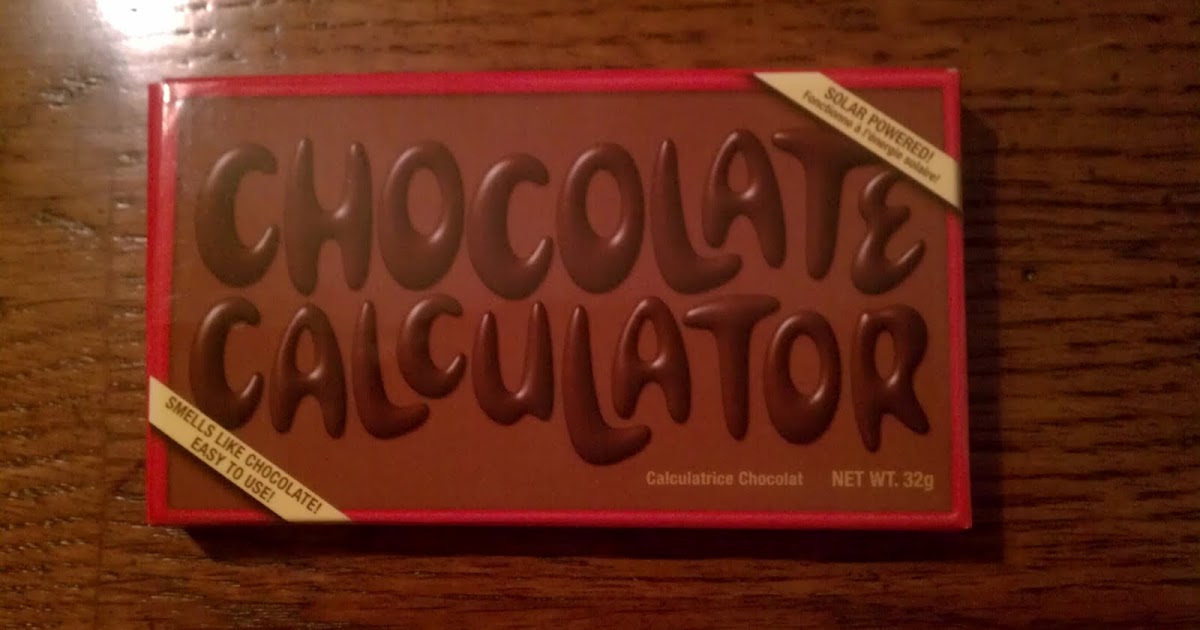 SOLAR POWERED!
Fonctionne à l'énergie solaire!
CHOCOLATE
CALCULATOR
SMELLS LIKE CHOCOLATE!
EASY TO USE!
Calculatrice Chocolat NET WT. 32g